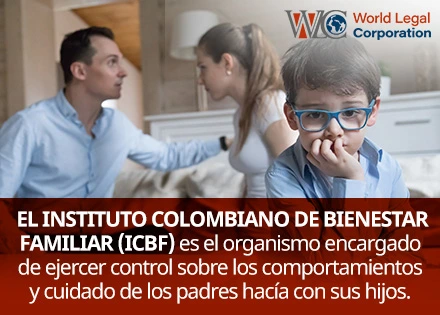 WC World Legal
Corporation
EL INSTITUTO COLOMBIANO DE BIENESTAR
FAMILIAR (ICBF) es el organismo encargado
de ejercer control sobre los comportamientos
y cuidado de los padres hacía con sus hijos.